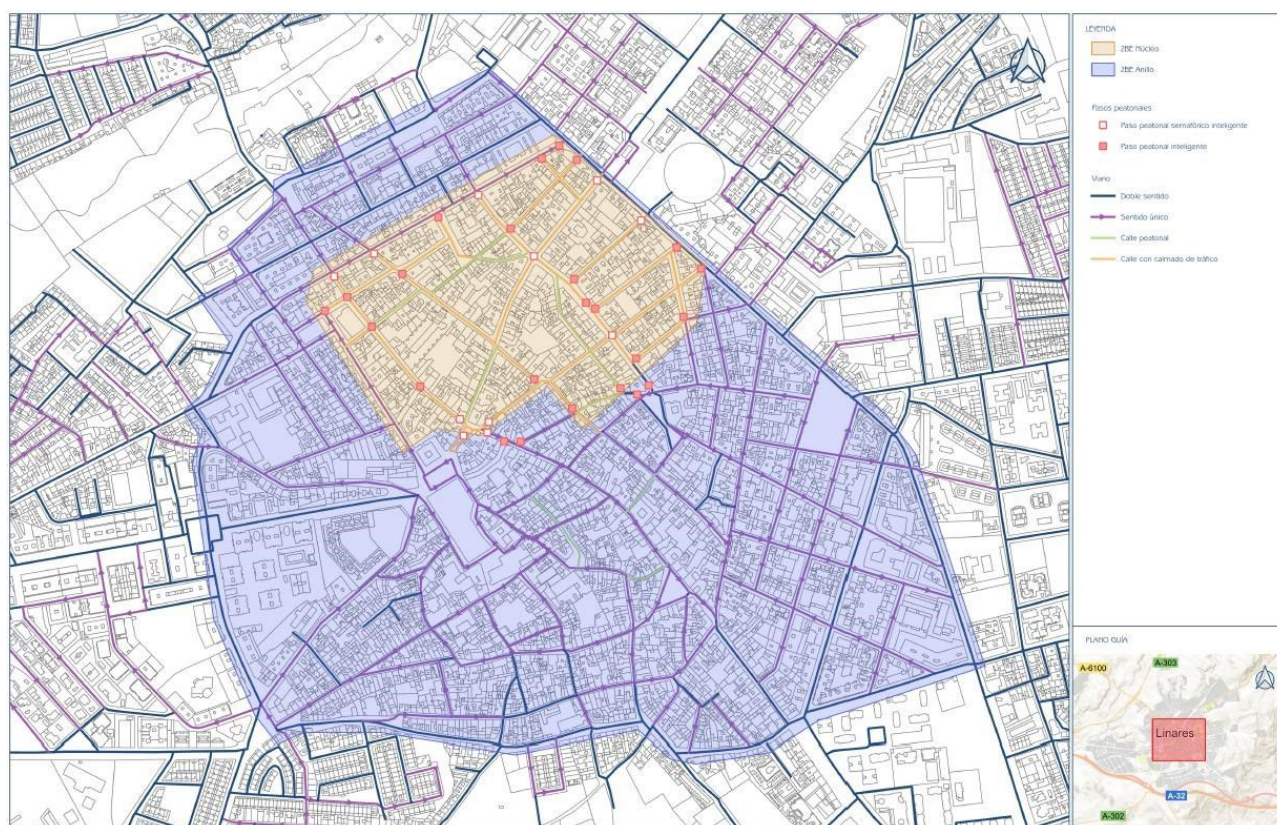 LEYENDA
ZBE Núcleo
ZBE Anillo
Pasos peatonales
Paso peatonal semafórico inteligente
Paso peatonal inteligente
Viario
Doble sentido
Sentido único
Calle peatonal
Calle con calmado de tráfico
PLANO GUÍA
A-6100
A-303
Linares
A-32
A-302